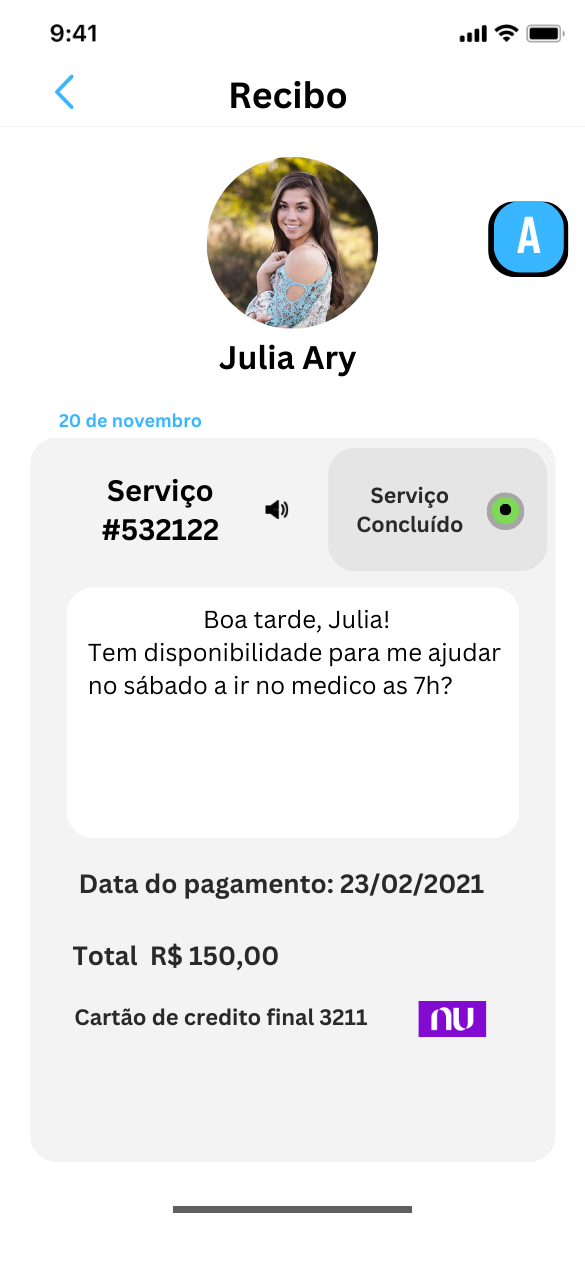 9:41
Recibo
A
Julia Ary
20 de novembro
Serviço
#532122
Serviço
Concluído
Boa tarde, Julia!
Tem disponibilidade para me ajudar
no sábado a ir no medico as 7h?
Data do pagamento: 23/02/2021
Total R$ 150,00
Cartão de credito final 3211
nu